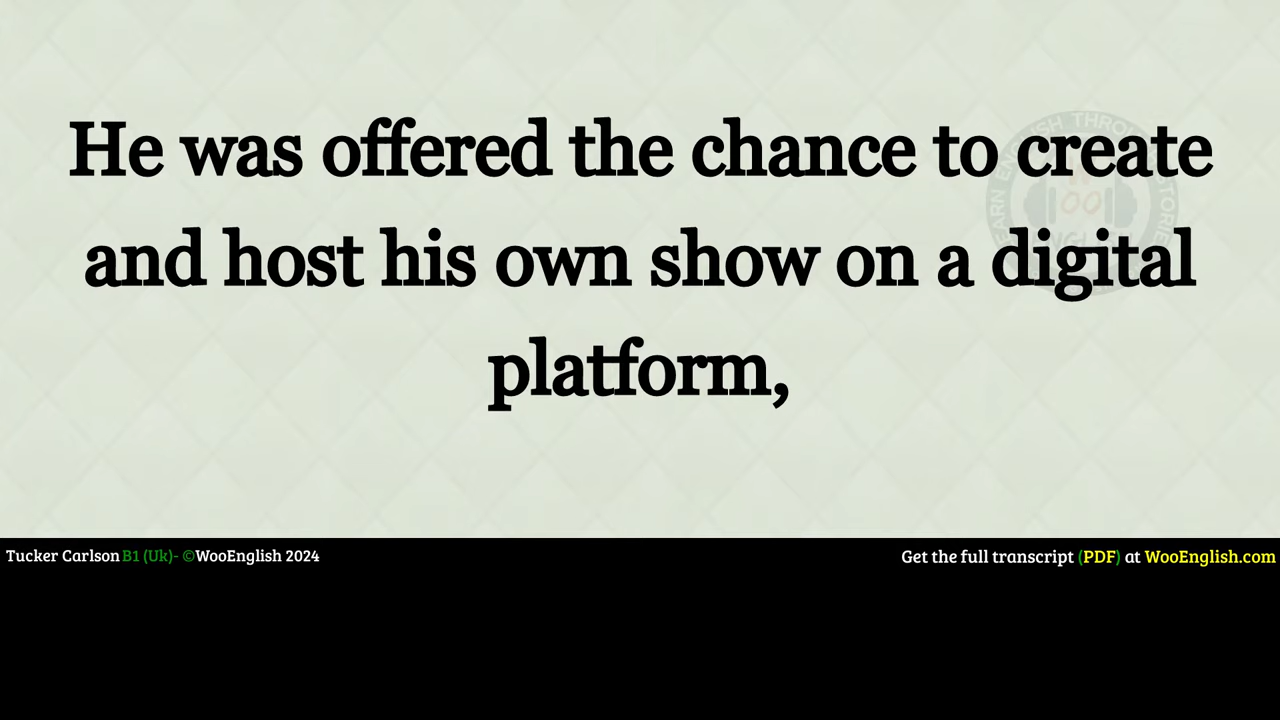 He was offered the chance to create
and host his own show on a digital
platform,
Tucker Carlson B1 (Uk)- ©WooEnglish 2024
Get the full transcript (PDF) at WooEnglish.com